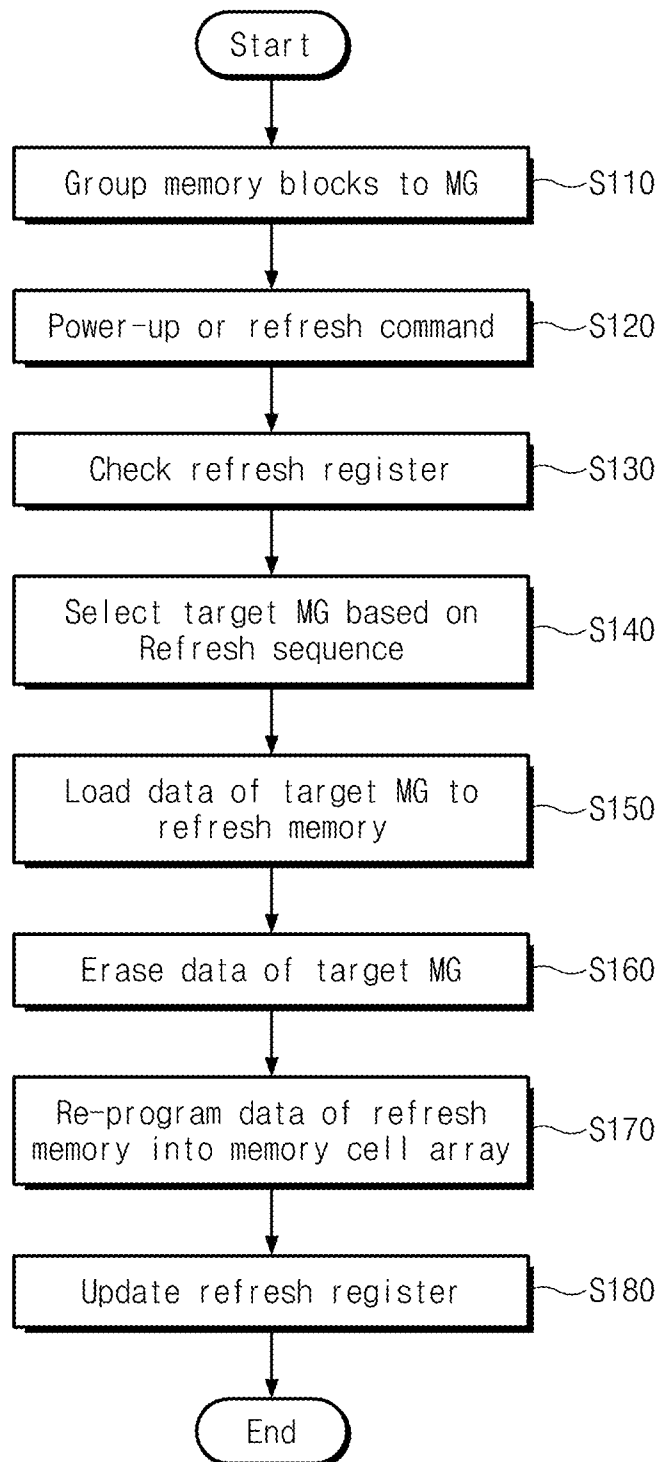 Start
Group memory blocks to MG
S110
Power-up or refresh command
S120
Check refresh register
S130
Select target MG based on
Refresh sequence
S140
Load data of target MG to
refresh memory
S150
Erase data of target MG
S160
Re-program data of refresh
memory into memory cell array
S170
Update refresh register
S180
End